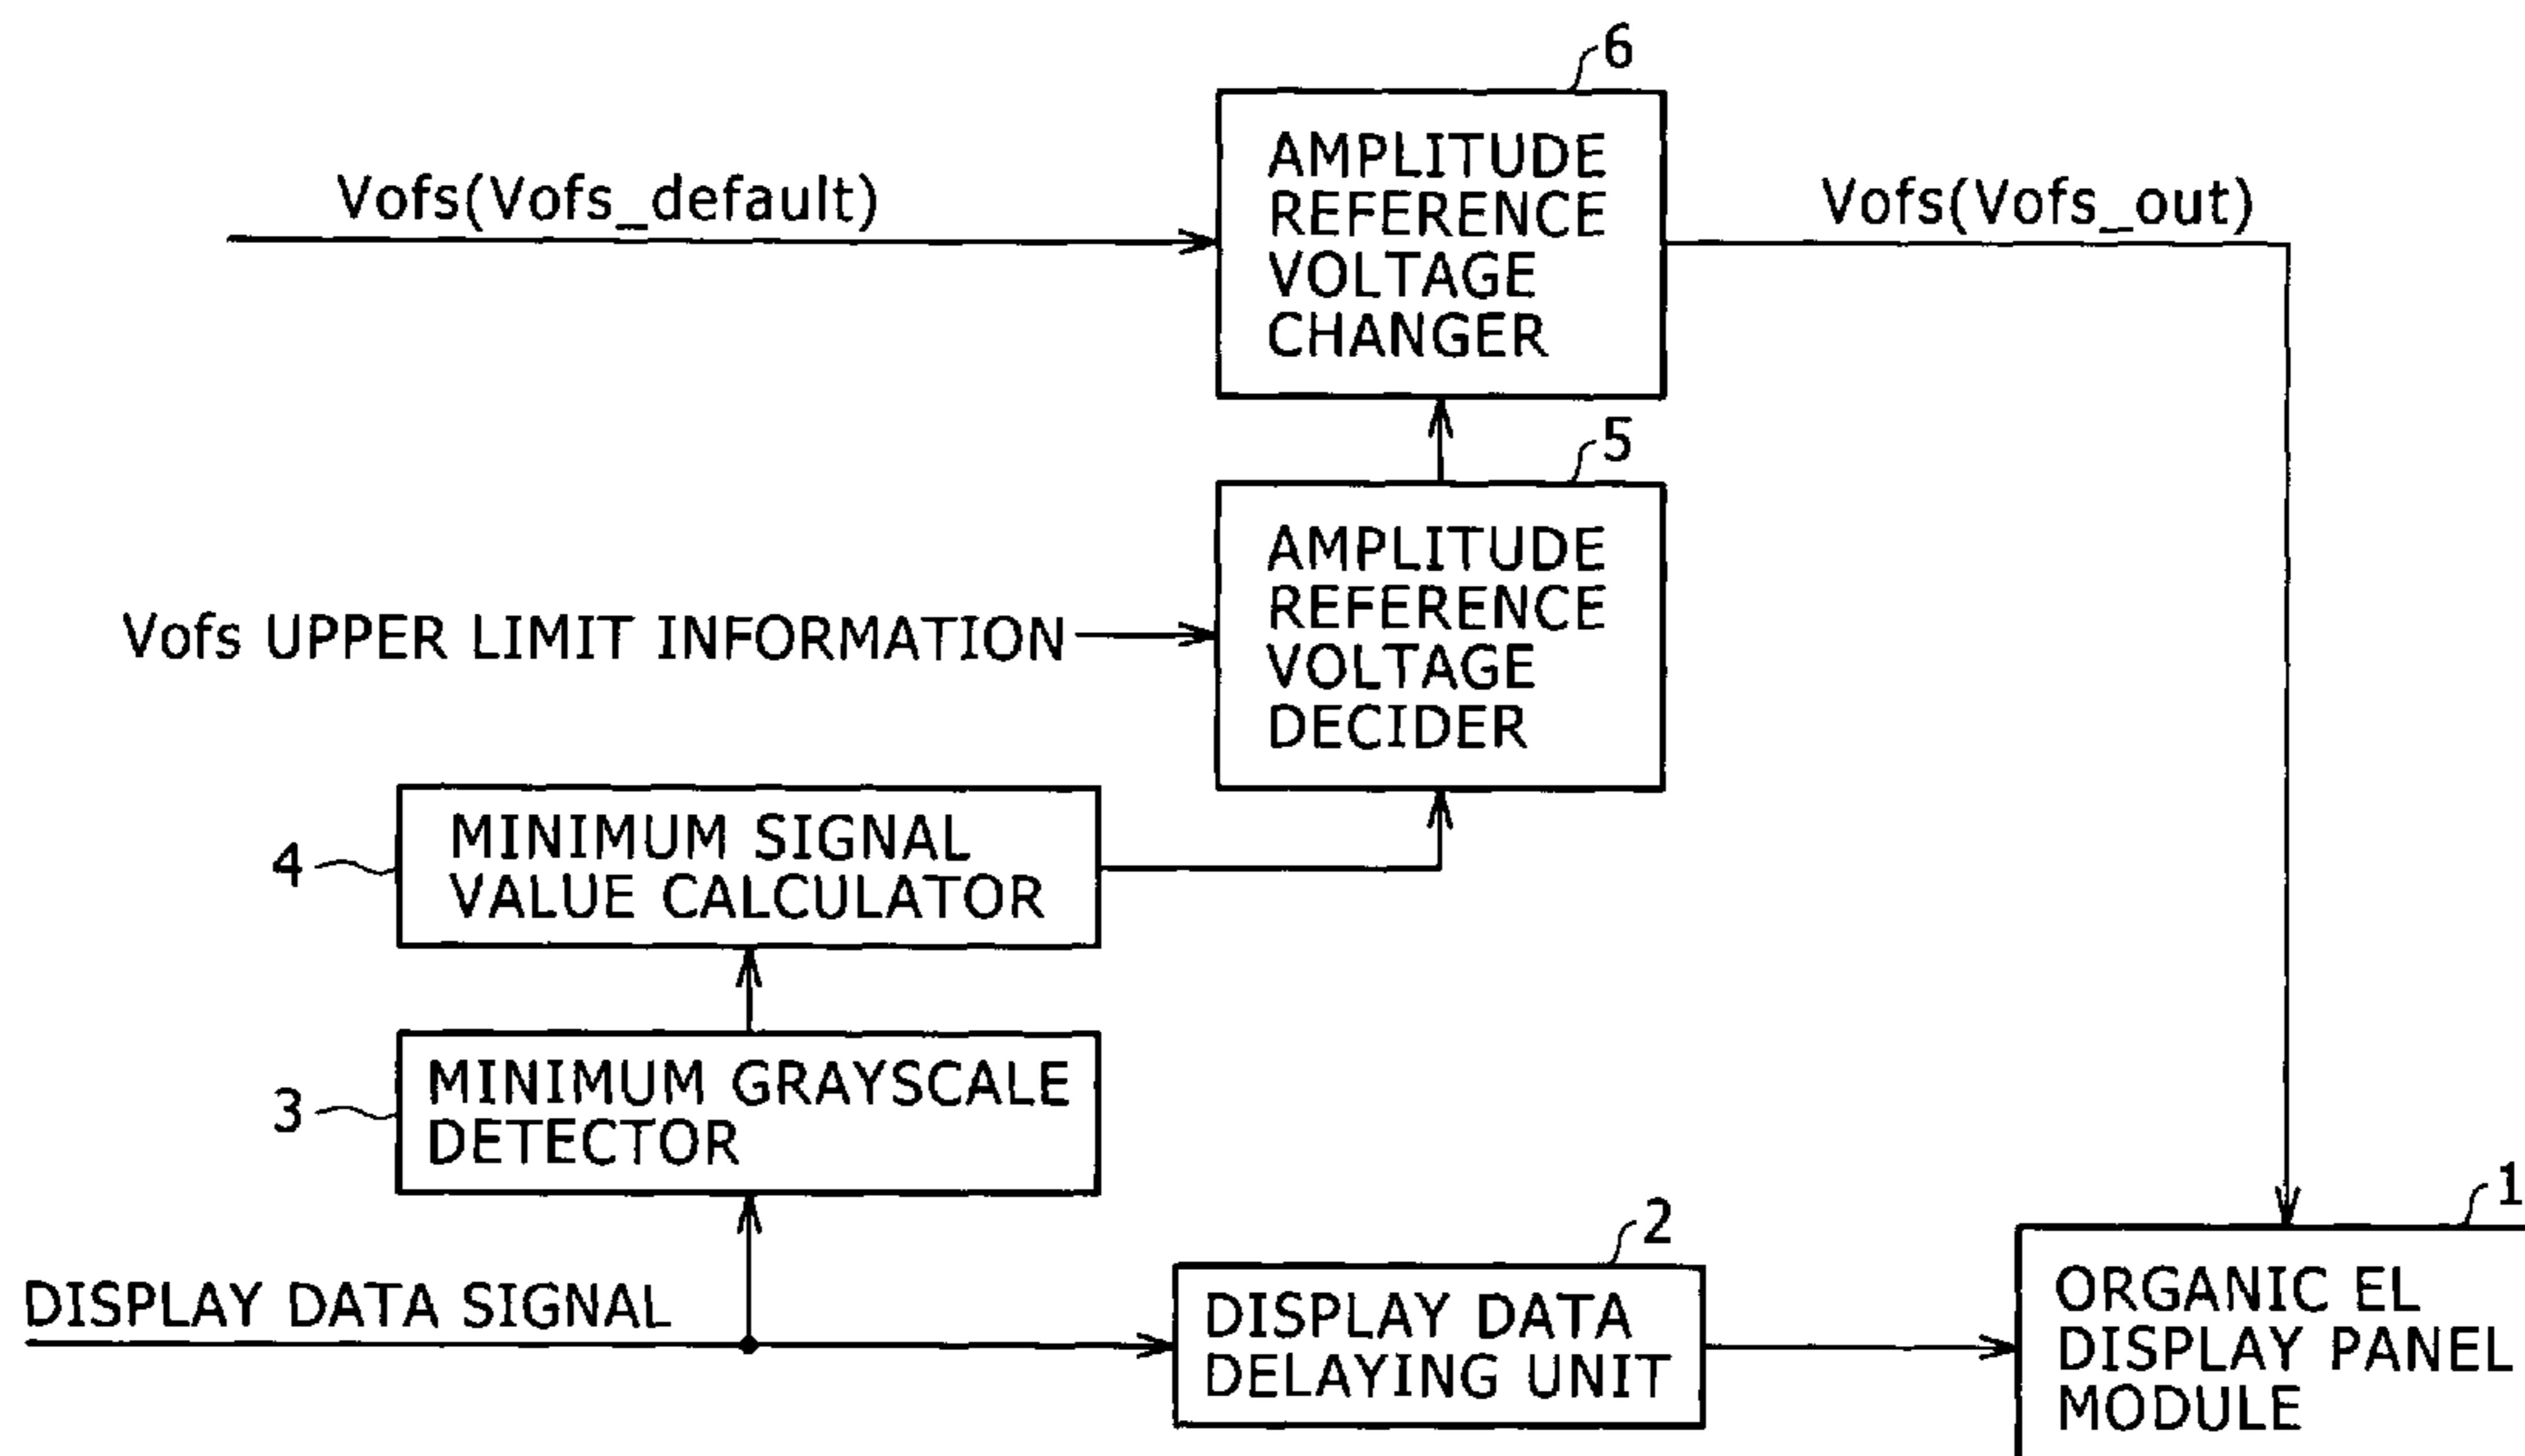 6
AMPLITUDE
REFERENCE
VOLTAGE
CHANGER
Vofs(Vofs_default)
Vofs(Vofs_out)
5
AMPLITUDE
REFERENCE
VOLTAGE
DECIDER
Vofs UPPER LIMIT INFORMATION
4
MINIMUM SIGNAL
VALUE CALCULATOR
3
MINIMUM GRAYSCALE
DETECTOR
DISPLAY DATA SIGNAL
2
DISPLAY DATA
DELAYING UNIT
1
ORGANIC EL
DISPLAY PANEL
MODULE